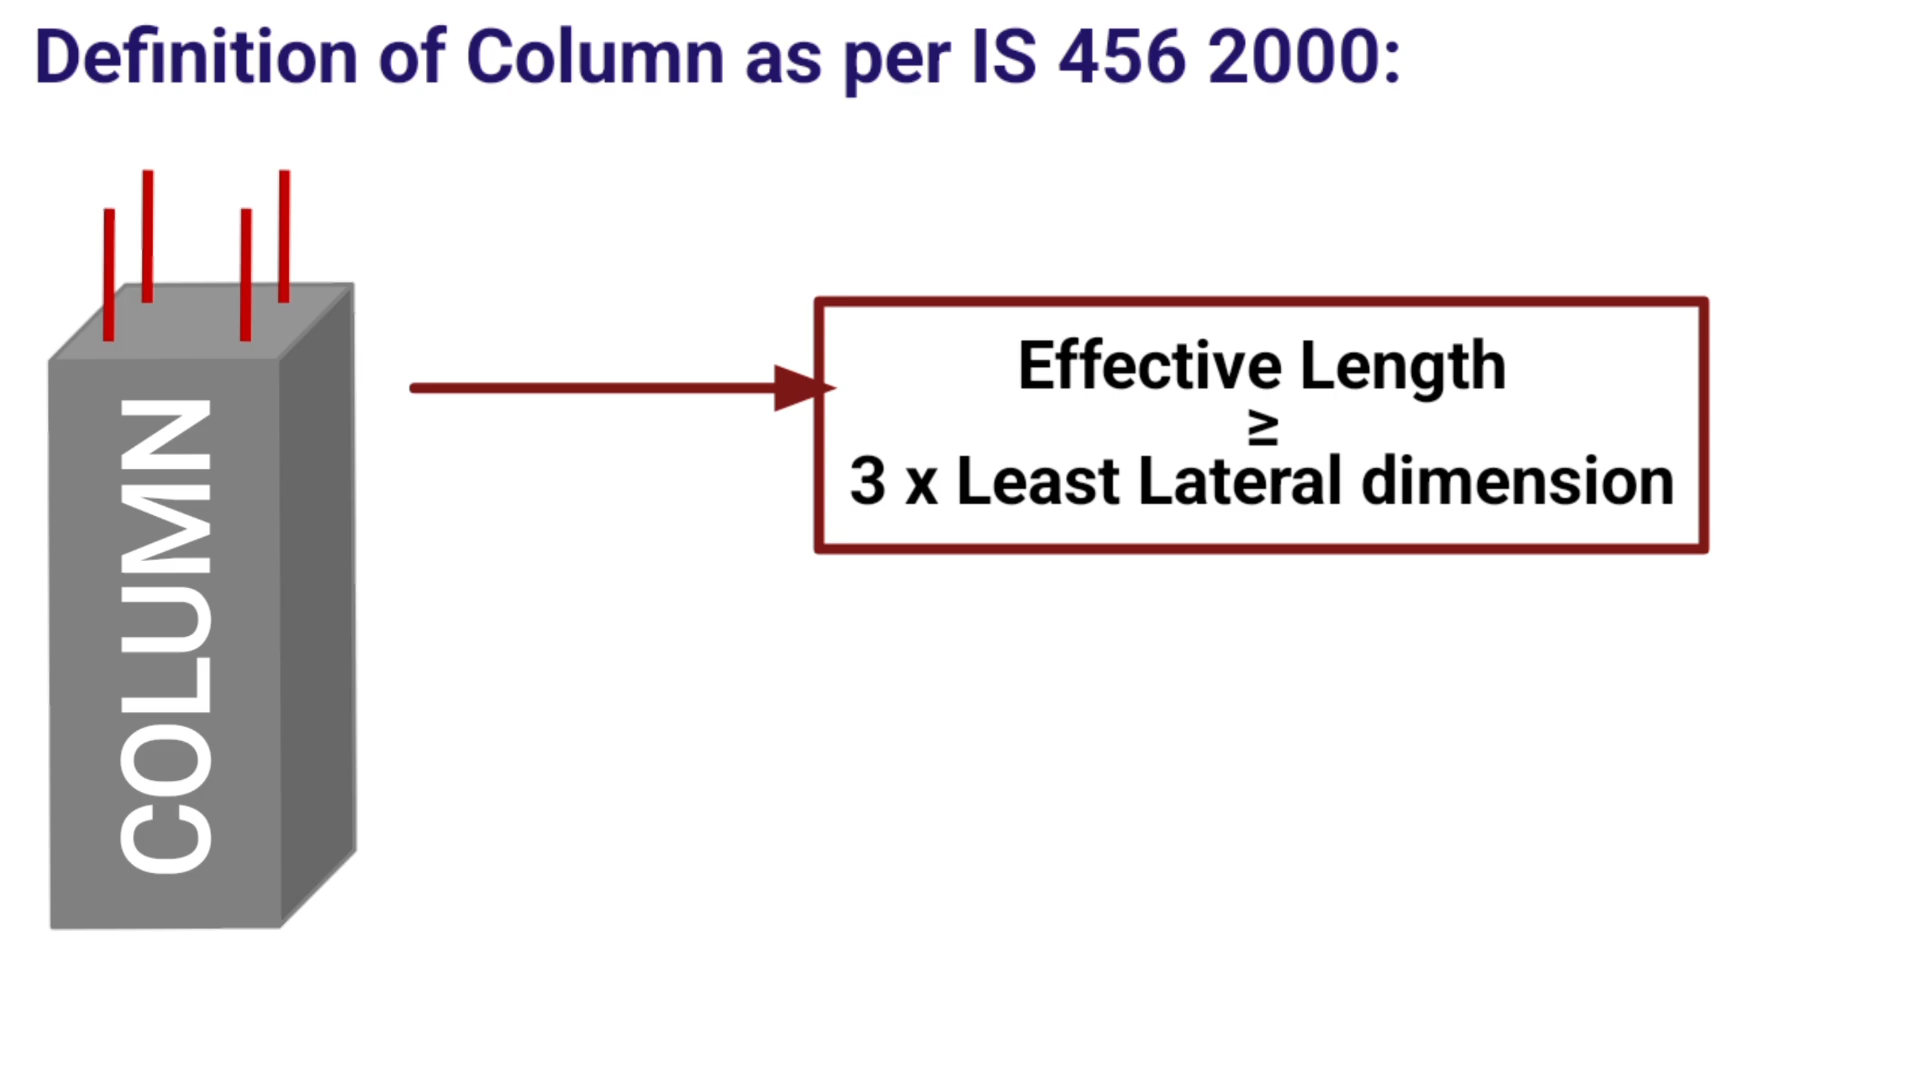 Definition of Column as per IS 456 2000:
COLUMN
Effective Length
≥
3 x Least Lateral dimension